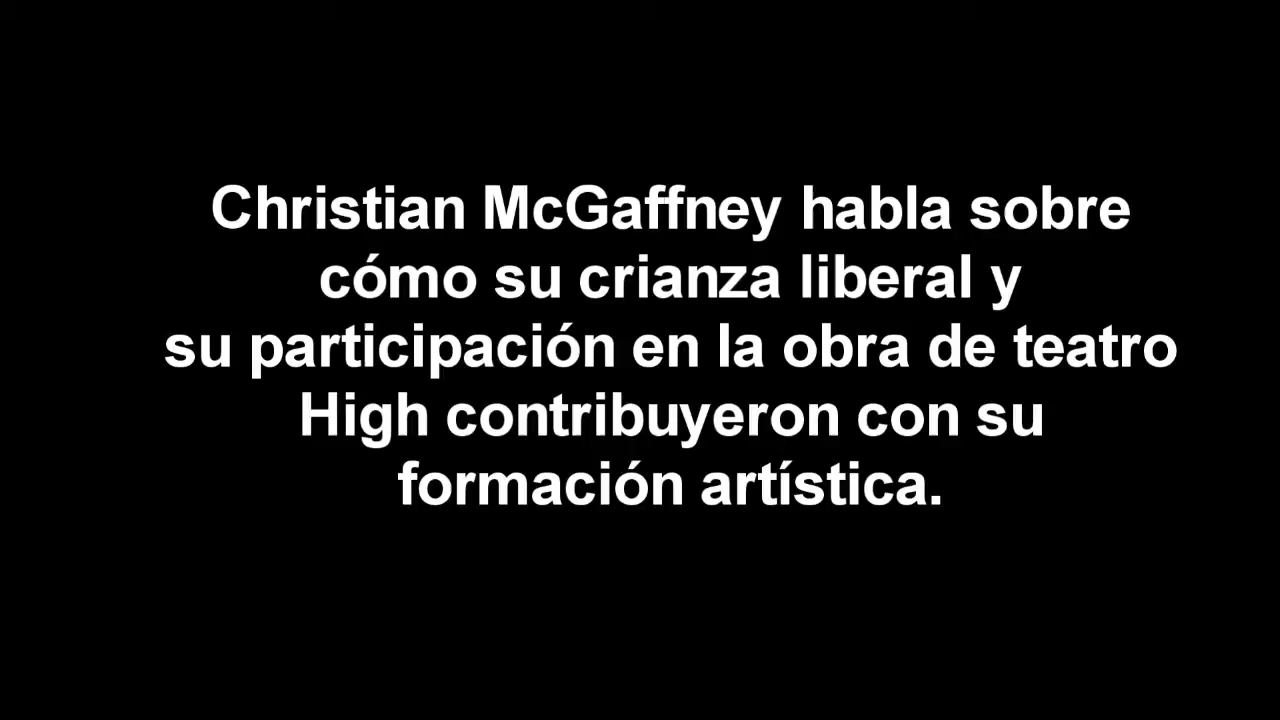 Christian McGaffney habla sobre
cómo su crianza liberal y
su participación en la obra de teatro
High contribuyeron con su
formación artística.